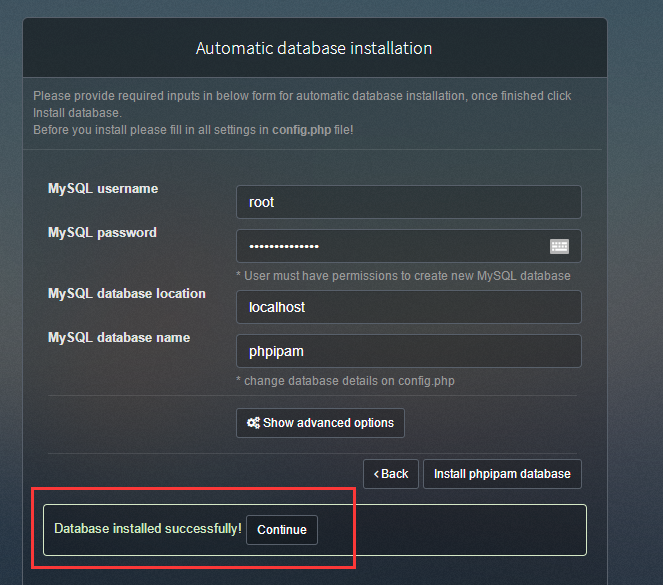 Automatic database installation
Please provide required inputs in below form for automatic database installation, once finished click
Install database.
Before you install please fill in all settings in config.php file!
MySQL username
root
MySQL password
••••••••••••••
* User must have permissions to create new MySQL database
MySQL database location
localhost
MySQL database name
phpipam
* change database details on config.php
Show advanced options
< Back
Install phpipam database
Database installed successfully!
Continue